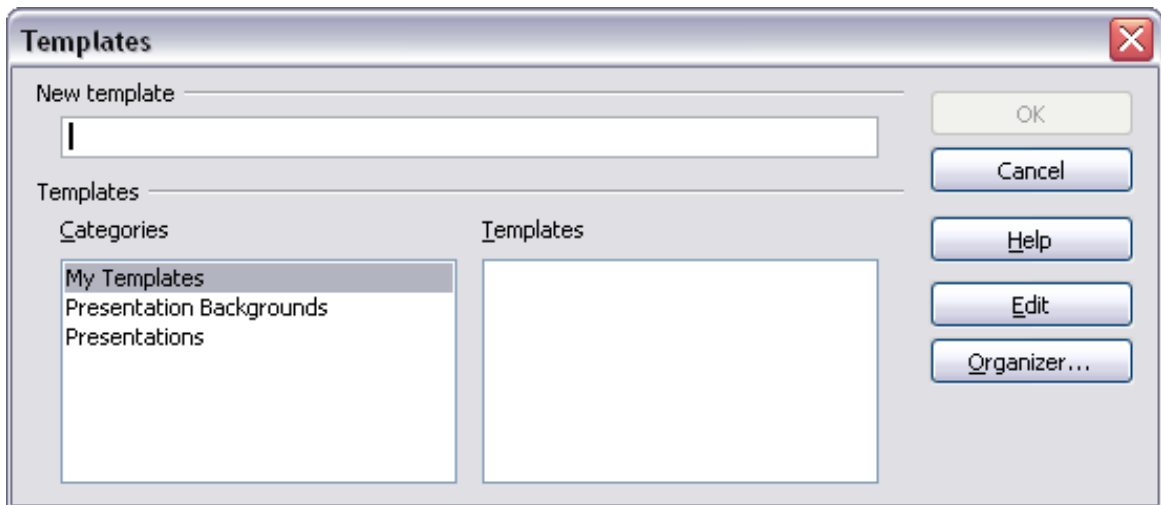 Templates
New template
OK
Cancel
Templates
Categories
Templates
Help
My Templates
Presentation Backgrounds
Presentations
Edit
Organizer...